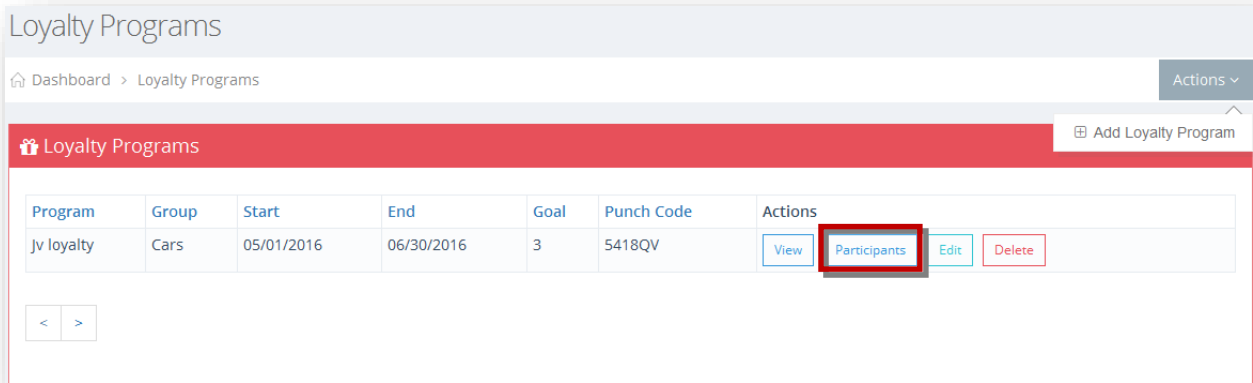 Loyalty Programs
Dashboard > Loyalty Programs
Actions
Add Loyalty Program
Loyalty Programs
Program Group Start End Goal Punch Code Actions
Jv loyalty Cars 05/01/2016 06/30/2016 3 5418QV View Participants Edit Delete
< >